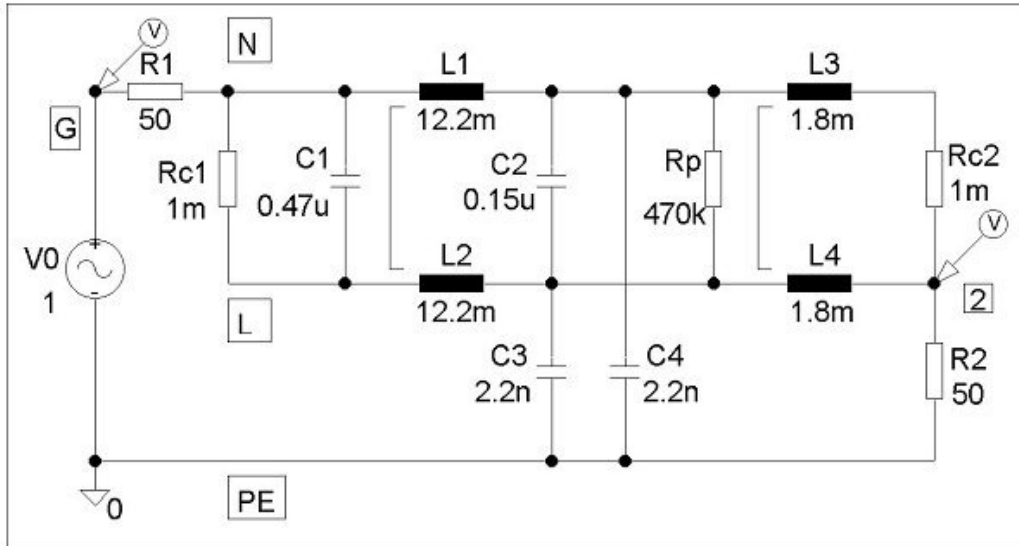 V
N
R1
50
G
L1
12.2m
L3
1.8m
Rc1
1m
C1
0.47u
C2
0.15u
Rp
470k
Rc2
1m
V
V0
1
+
-
L
L2
12.2m
L4
1.8m
2
C3
2.2n
C4
2.2n
R2
50
0
PE